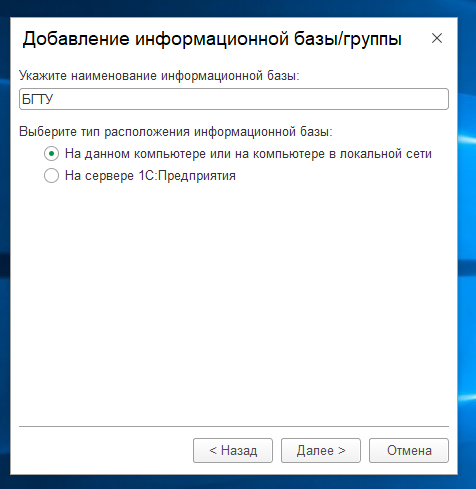 Добавление информационной базы/группы
Укажите наименование информационной базы:
БГТУ
Выберите тип расположения информационной базы:
На данном компьютере или на компьютере в локальной сети
На сервере 1С:Предприятия
< Назад Далее > Отмена